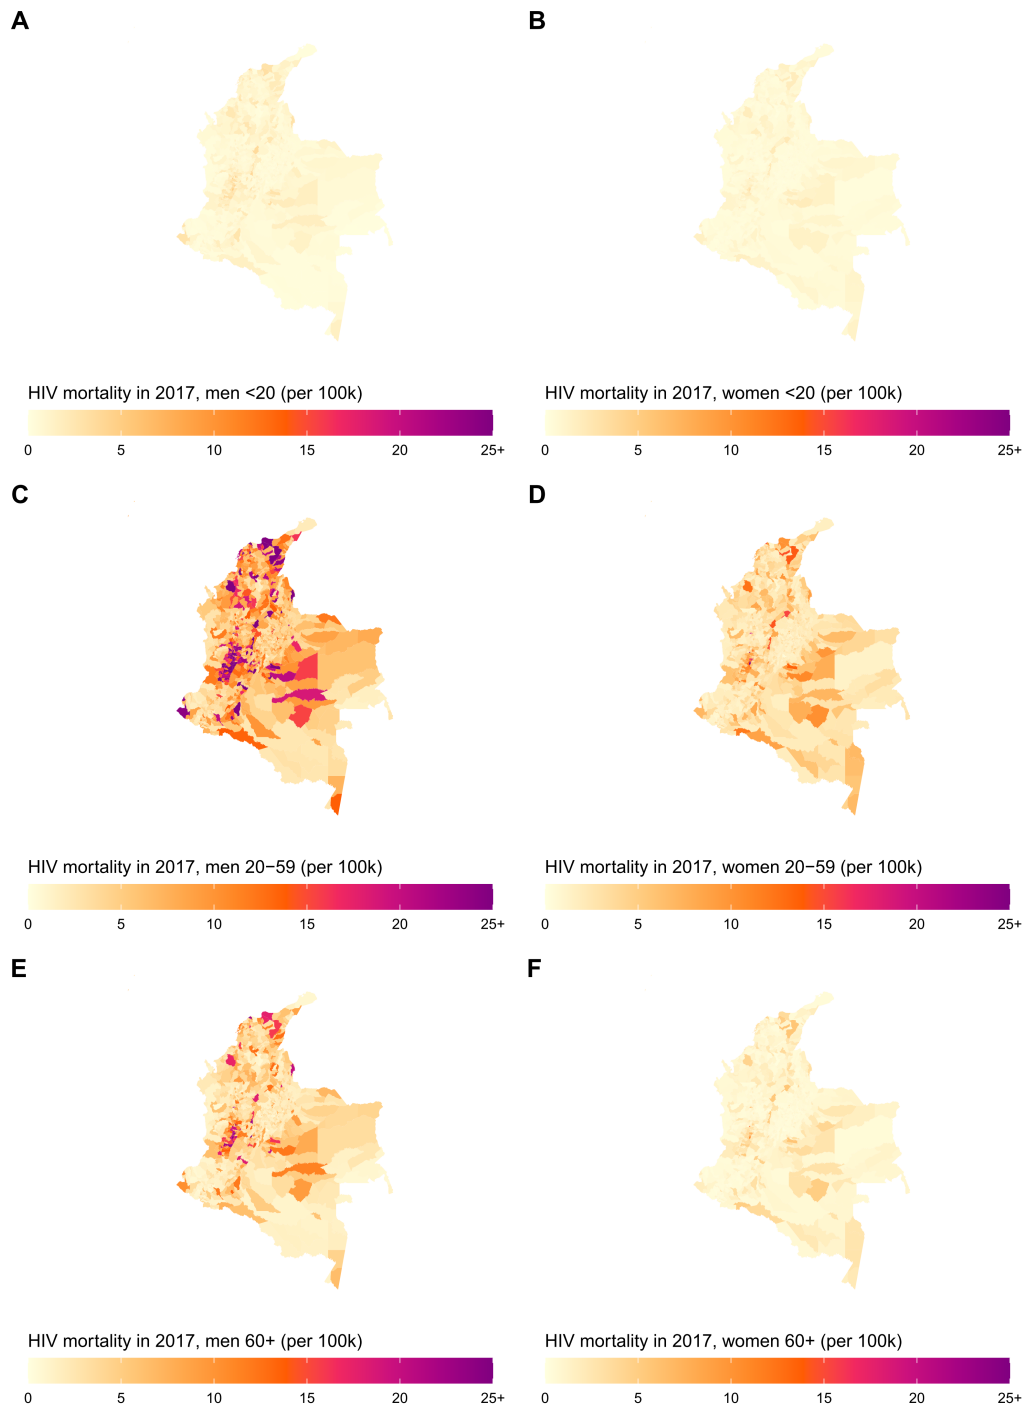 A
B
HIV mortality in 2017, men <20 (per 100k)
0 5 10 15 20 25+
HIV mortality in 2017, women <20 (per 100k)
0 5 10 15 20 25+
C
D
HIV mortality in 2017, men 20−59 (per 100k)
0 5 10 15 20 25+
HIV mortality in 2017, women 20−59 (per 100k)
0 5 10 15 20 25+
E
F
HIV mortality in 2017, men 60+ (per 100k)
0 5 10 15 20 25+
HIV mortality in 2017, women 60+ (per 100k)
0 5 10 15 20 25+